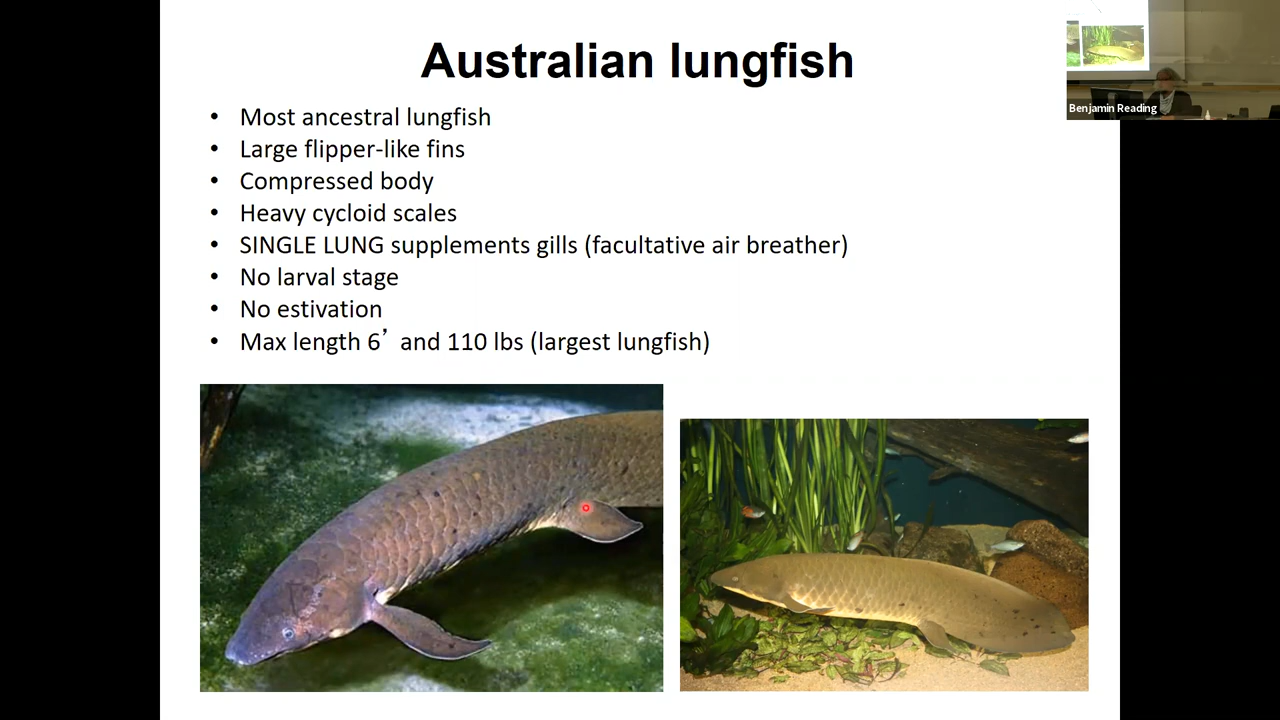 Australian lungfish
Benjamin Reading
• Most ancestral lungfish
• Large flipper-like fins
• Compressed body
• Heavy cycloid scales
• SINGLE LUNG supplements gills (facultative air breather)
• No larval stage
• No estivation
• Max length 6’ and 110 lbs (largest lungfish)